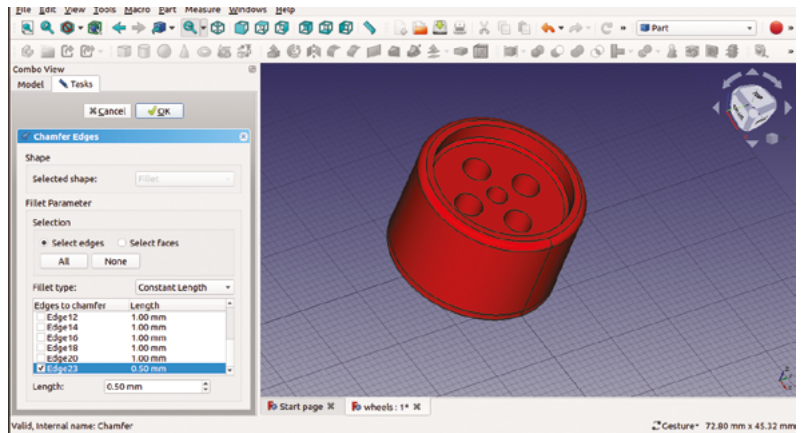 File Edit View Tools Macro Part Measure Windows Help
Part
Combo View
Model Tasks
Cancel OK
Chamfer Edges
Shape
Selected shape: Fillet
Fillet Parameter
Selection
Select edges Select faces
All None
Fillet type: Constant Length
Edges to chamfer Length
Edge12 1.00 mm
Edge14 1.00 mm
Edge16 1.00 mm
Edge18 1.00 mm
Edge20 1.00 mm
Edge23 0.50 mm
Length: 0.50 mm
Start page wheels : 1*
Valid, Internal name: Chamfer
Gesture 72.80 mm x 45.32 mm